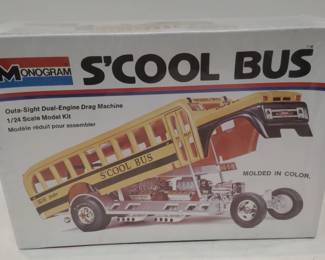 MONOGRAM
S'COOL BUS
Outa-Sight Dual-Engine Drag Machine
1/24 Scale Model Kit
Modèle réduit pour assembler
S'COOL BUS
MOLDED IN COLOR.